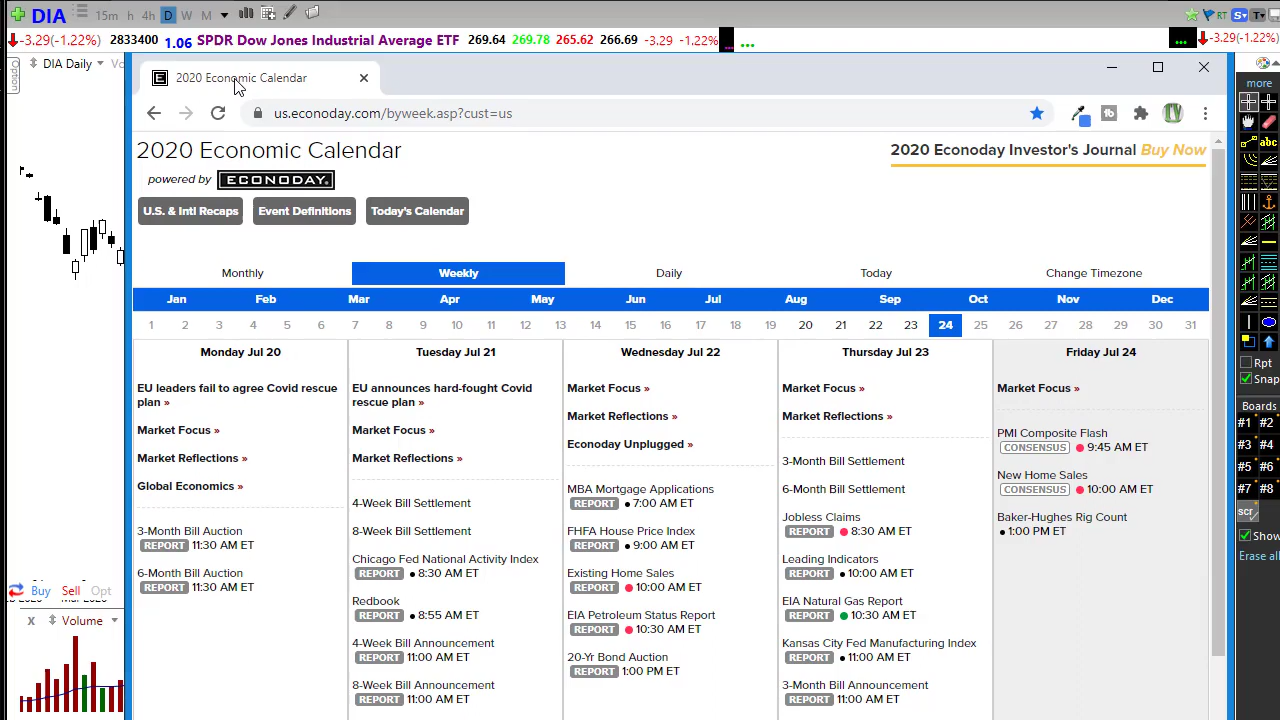 DIA
15m h 4h D W M
RT S T
-3.29(-1.22%) 2833400 1.06 SPDR Dow Jones Industrial Average ETF 269.64 269.78 265.62 266.69 -3.29 -1.22% ... ... -3.29(-1.22%)
Option
DIA Daily
2020 Economic Calendar
us.econoday.com/byweek.asp?cust=us
2020 Economic Calendar
2020 Econoday Investor's Journal Buy Now
powered by ECONODAY.
U.S. & Intl Recaps Event Definitions Today's Calendar
Monthly Weekly Daily Today Change Timezone
Jan Feb Mar Apr May Jun Jul Aug Sep Oct Nov Dec
1 2 3 4 5 6 7 8 9 10 11 12 13 14 15 16 17 18 19 20 21 22 23 24 25 26 27 28 29 30 31
Monday Jul 20
EU leaders fail to agree Covid rescue
plan »
Market Focus »
Market Reflections »
Global Economics »
3-Month Bill Auction
REPORT 11:30 AM ET
6-Month Bill Auction
REPORT 11:30 AM ET
Tuesday Jul 21
EU announces hard-fought Covid
rescue plan »
Market Focus »
Market Reflections »
4-Week Bill Settlement
8-Week Bill Settlement
Chicago Fed National Activity Index
REPORT 8:30 AM ET
Redbook
REPORT 8:55 AM ET
4-Week Bill Announcement
REPORT 11:00 AM ET
8-Week Bill Announcement
REPORT 11:00 AM ET
Wednesday Jul 22
Market Focus »
Market Reflections »
Econoday Unplugged »
MBA Mortgage Applications
REPORT 7:00 AM ET
FHFA House Price Index
REPORT 9:00 AM ET
Existing Home Sales
REPORT 10:00 AM ET
EIA Petroleum Status Report
REPORT 10:30 AM ET
20-Yr Bond Auction
REPORT 1:00 PM ET
Thursday Jul 23
Market Focus »
Market Reflections »
3-Month Bill Settlement
6-Month Bill Settlement
Jobless Claims
REPORT 8:30 AM ET
Leading Indicators
REPORT 10:00 AM ET
EIA Natural Gas Report
REPORT 10:30 AM ET
Kansas City Fed Manufacturing Index
REPORT 11:00 AM ET
3-Month Bill Announcement
REPORT 11:00 AM ET
Friday Jul 24
Market Focus »
PMI Composite Flash
CONSENSUS 9:45 AM ET
New Home Sales
CONSENSUS 10:00 AM ET
Baker-Hughes Rig Count
1:00 PM ET
Buy Sell Opt
X Volume
more
abc
Rpt
Snap
Boards
#1 #2
#3 #4
#5 #6
#7 #8
scr
Show
Erase all